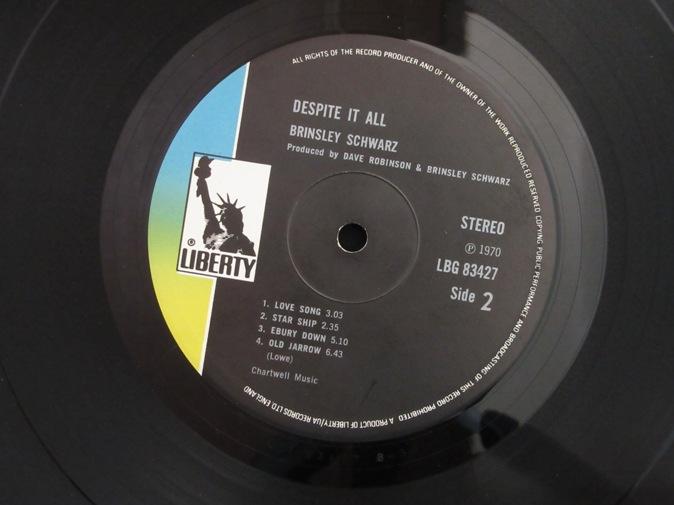 ALL RIGHTS OF THE RECORD PRODUCER AND OF THE OWNER OF THE WORK REPRODUCED RESERVED COPYING PUBLIC PERFORMANCE AND BROADCASTING OF THIS RECORD PROHIBITED A PRODUCT OF LIBERTY/UA RECORDS LTD ENGLAND
DESPITE IT ALL
BRINSLEY SCHWARZ
Produced by DAVE ROBINSON & BRINSLEY SCHWARZ
® LIBERTY
STEREO
℗ 1970
LBG 83427
Side 2
1. LOVE SONG 3.03
2. STAR SHIP 2.35
3. EBURY DOWN 5.10
4. OLD JARROW 6.43
(Lowe)
Chartwell Music